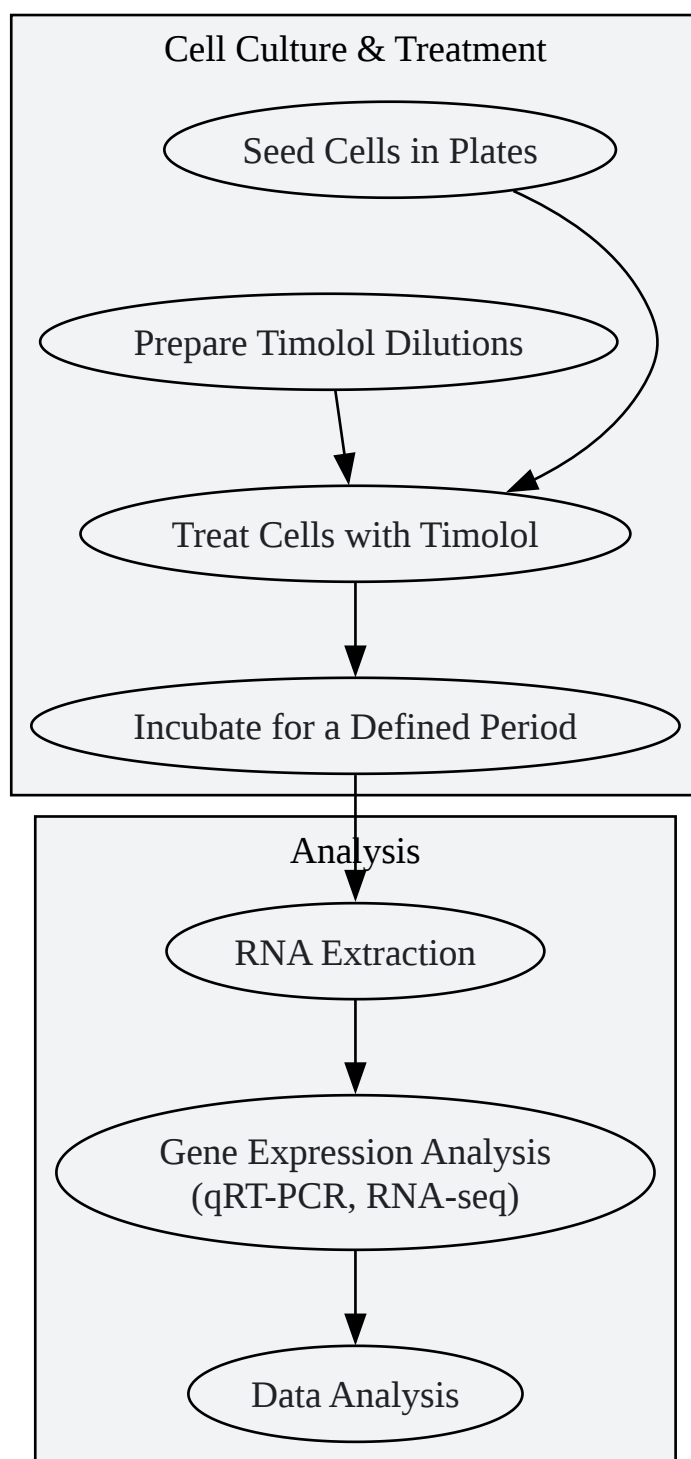 Cell Culture & Treatment
Seed Cells in Plates
Prepare Timolol Dilutions
Treat Cells with Timolol
Incubate for a Defined Period
Analysis
RNA Extraction
Gene Expression Analysis
(qRT-PCR, RNA-seq)
Data Analysis